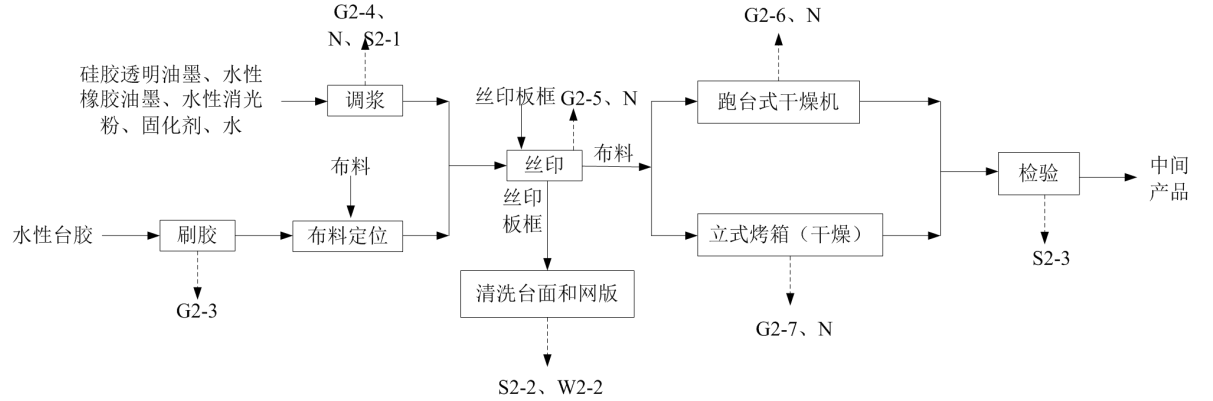 G2-4、
N、S2-1
G2-6、N
硅胶透明油墨、水性
橡胶油墨、水性消光
粉、固化剂、水
调浆
丝印板框
G2-5、N
跑台式干燥机
布料
丝印
布料
检验
中间
产品
丝印
板框
水性台胶
刷胶
布料定位
立式烤箱（干燥）
S2-3
清洗台面和网版
G2-3
G2-7、N
S2-2、W2-2